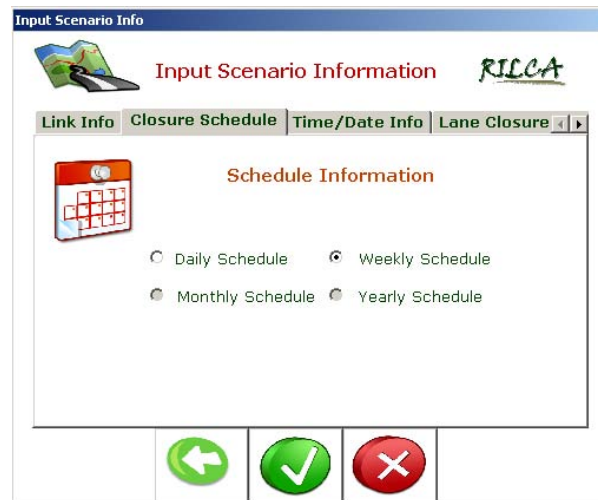 Input Scenario Info
Input Scenario Information RILCA
Link Info Closure Schedule Time/Date Info Lane Closure
Schedule Information
Daily Schedule Weekly Schedule
Monthly Schedule Yearly Schedule